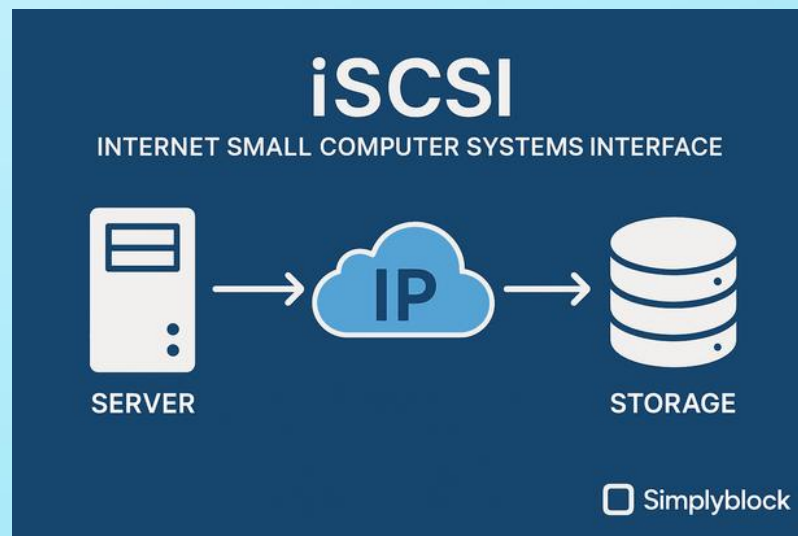 iSCSI
INTERNET SMALL COMPUTER SYSTEMS INTERFACE
IP
SERVER
STORAGE
Simplyblock